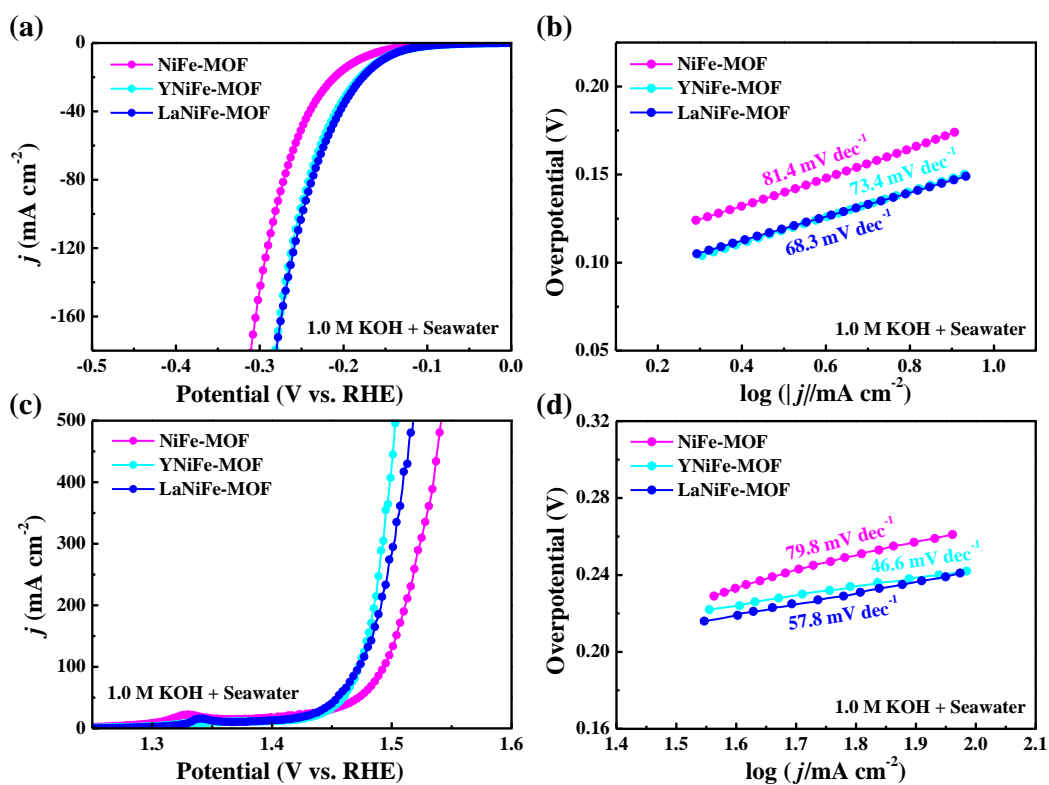 (a)
0
-40
-80
-120
-160
j (mA cm-2)
NiFe-MOF
YNiFe-MOF
LaNiFe-MOF
1.0 M KOH + Seawater
-0.5 -0.4 -0.3 -0.2 -0.1 0.0
Potential (V vs. RHE)
(b)
0.25
0.20
0.15
0.10
0.05
Overpotential (V)
NiFe-MOF
YNiFe-MOF
LaNiFe-MOF
81.4 mV dec-1
73.4 mV dec-1
68.3 mV dec-1
1.0 M KOH + Seawater
0.2 0.4 0.6 0.8 1.0
log (|j|/mA cm-2)
(c)
500
400
300
200
100
0
j (mA cm-2)
NiFe-MOF
YNiFe-MOF
LaNiFe-MOF
1.0 M KOH + Seawater
1.3 1.4 1.5 1.6
Potential (V vs. RHE)
(d)
0.32
0.28
0.24
0.20
0.16
Overpotential (V)
NiFe-MOF
YNiFe-MOF
LaNiFe-MOF
79.8 mV dec-1
46.6 mV dec-1
57.8 mV dec-1
1.0 M KOH + Seawater
1.4 1.5 1.6 1.7 1.8 1.9 2.0 2.1
log (j/mA cm-2)